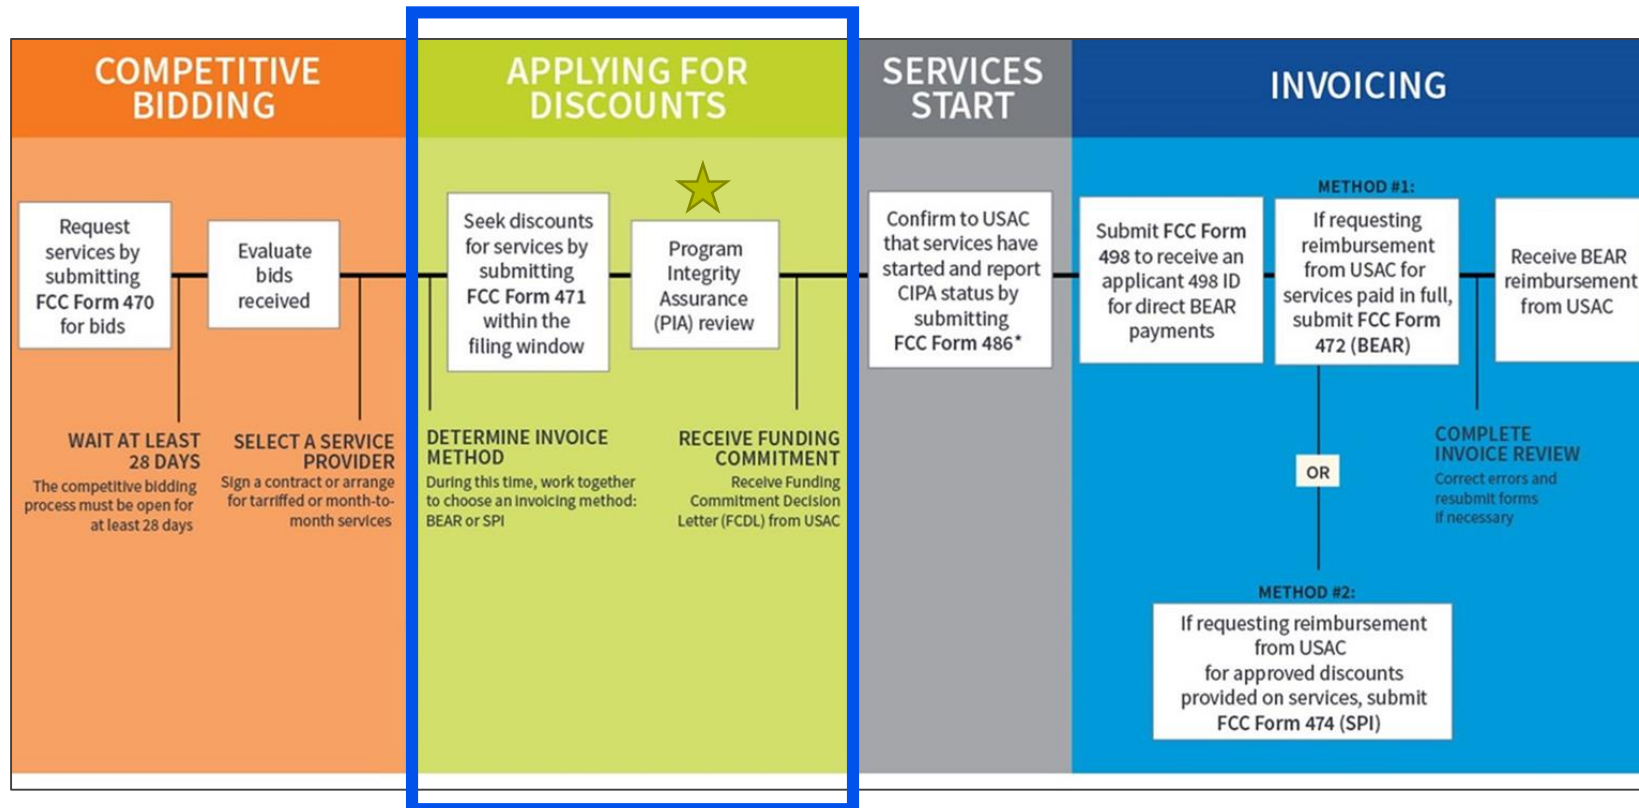 COMPETITIVE
BIDDING
Request
services by
submitting
FCC Form 470
for bids
Evaluate
bids
received
WAIT AT LEAST
28 DAYS
The competitive bidding
process must be open for
at least 28 days
SELECT A SERVICE
PROVIDER
Sign a contract or arrange
for tarriffed or month-to-
month services
APPLYING FOR
DISCOUNTS
Seek discounts
for services by
submitting
FCC Form 471
within the
filing window
Program
Integrity
Assurance
(PIA) review
DETERMINE INVOICE
METHOD
During this time, work together
to choose an invoicing method:
BEAR or SPI
RECEIVE FUNDING
COMMITMENT
Receive Funding
Commitment Decision
Letter (FCDL) from USAC
SERVICES
START
Confirm to USAC
that services have
started and report
CIPA status by
submitting
FCC Form 486*
INVOICING
Submit FCC Form
498 to receive an
applicant 498 ID
for direct BEAR
payments
METHOD #1:
If requesting
reimbursement
from USAC for
services paid in full,
submit FCC Form
472 (BEAR)
Receive BEAR
reimbursement
from USAC
COMPLETE
INVOICE REVIEW
Correct errors and
resubmit forms
If necessary
OR
METHOD #2:
If requesting reimbursement
from USAC
for approved discounts
provided on services, submit
FCC Form 474 (SPI)